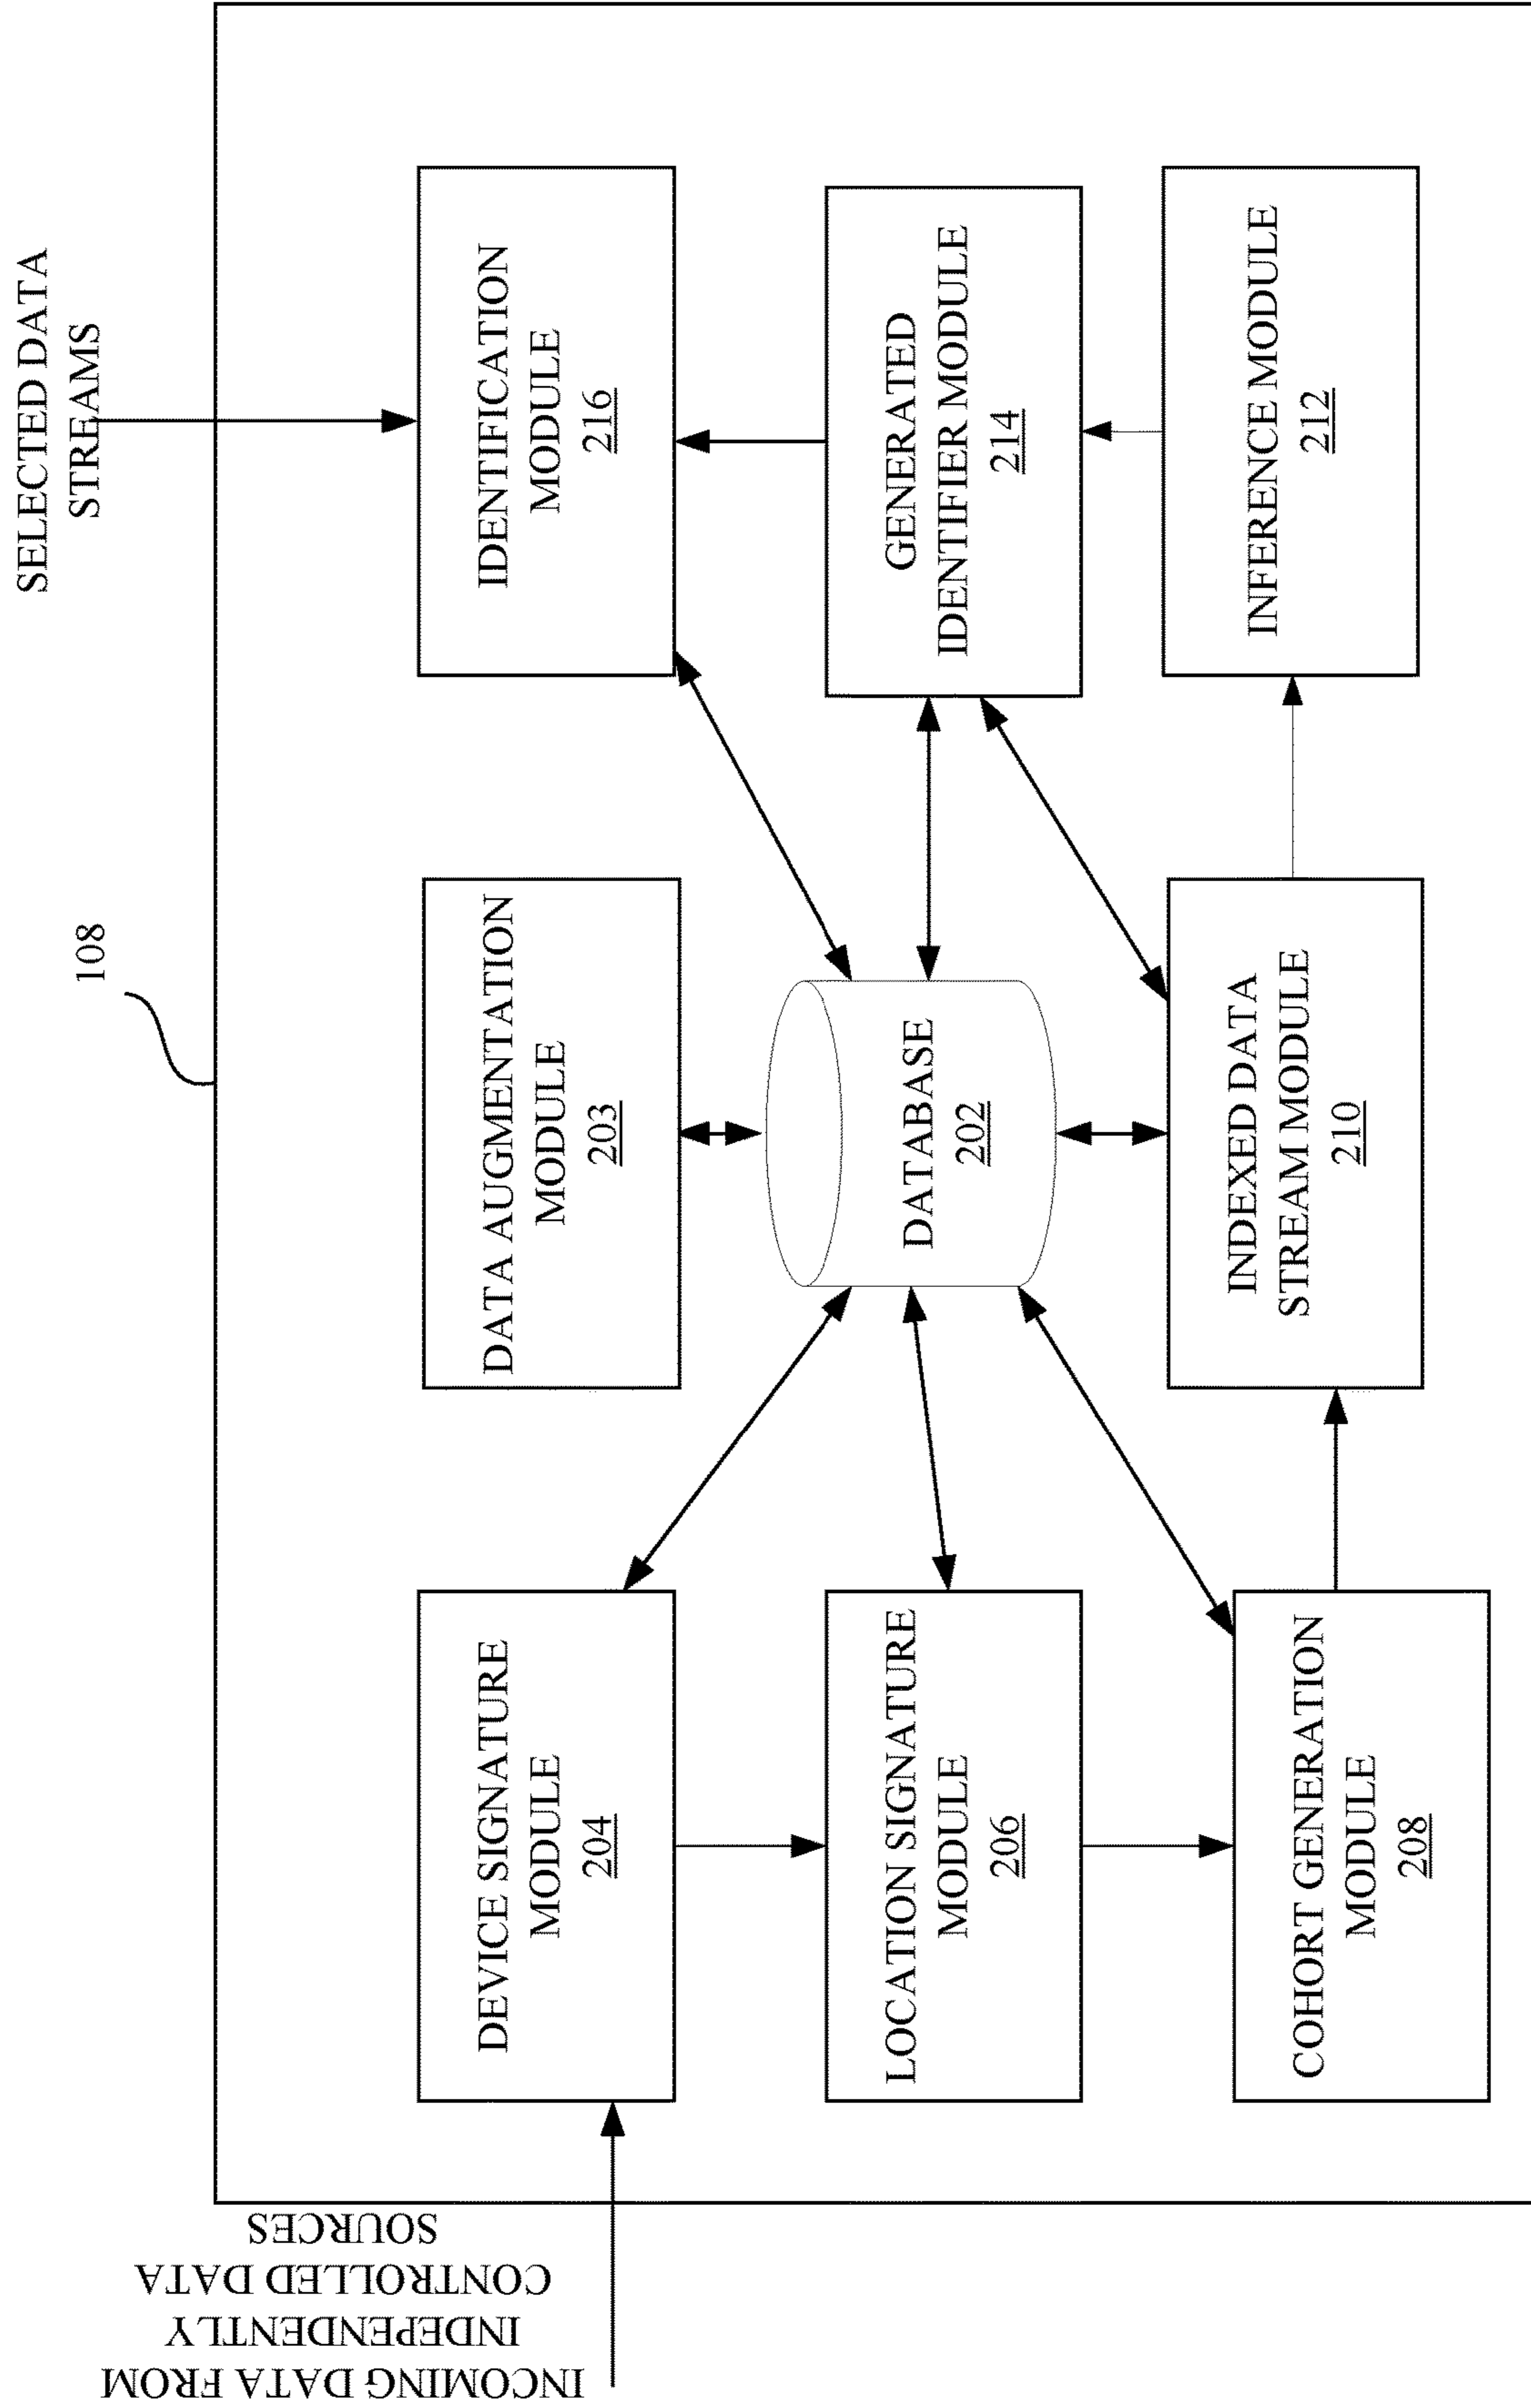 SELECTED DATA
STREAMS
108
INCOMING DATA FROM
INDEPENDENTLY
CONTROLLED DATA
SOURCES
DEVICE SIGNATURE
MODULE
204
DATA AUGMENTATION
MODULE
203
IDENTIFICATION
MODULE
216
LOCATION SIGNATURE
MODULE
206
DATABASE
202
GENERATED
IDENTIFIER MODULE
214
COHORT GENERATION
MODULE
208
INDEXED DATA
STREAM MODULE
210
INFERENCE MODULE
212